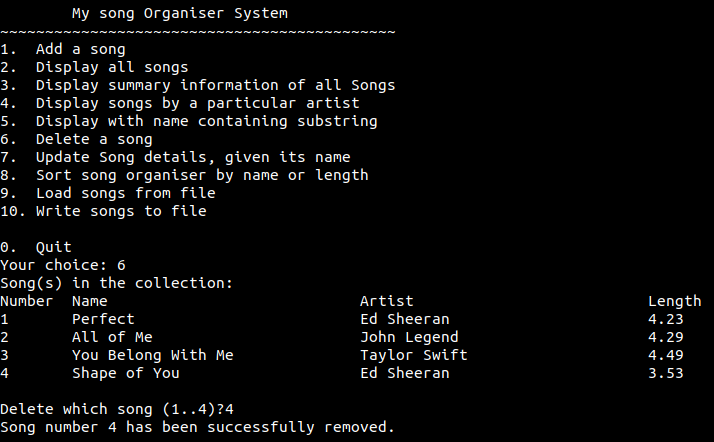 My song Organiser System
~~~~~~~~~~~~~~~~~~~~~~~~~~~~~~~~~~~~~~~~~~~~
1.  Add a song
2.  Display all songs
3.  Display summary information of all Songs
4.  Display songs by a particular artist
5.  Display with name containing substring
6.  Delete a song
7.  Update Song details, given its name
8.  Sort song organiser by name or length
9.  Load songs from file
10. Write songs to file
0.  Quit
Your choice: 6
Song(s) in the collection:
Number  Name                            Artist                          Length
1       Perfect                         Ed Sheeran                      4.23
2       All of Me                       John Legend                     4.29
3       You Belong With Me              Taylor Swift                    4.49
4       Shape of You                    Ed Sheeran                      3.53
Delete which song (1..4)?4
Song number 4 has been successfully removed.